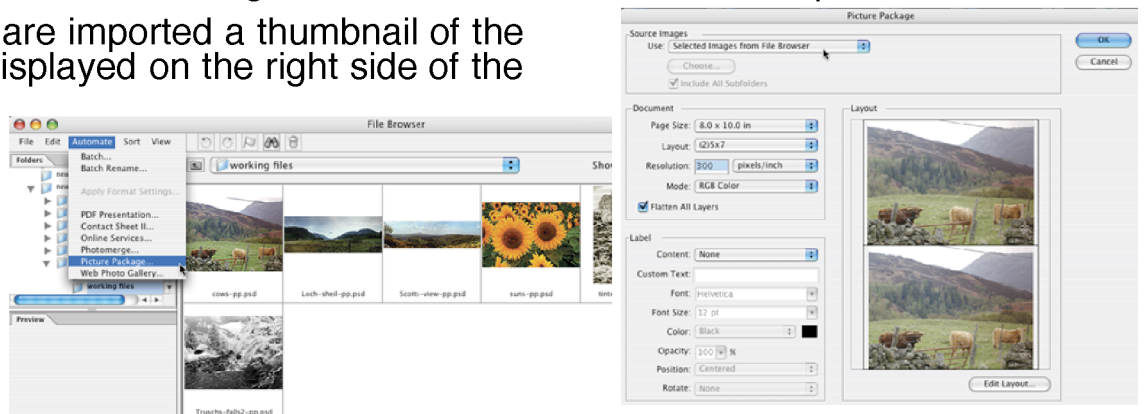 are imported a thumbnail of the
isplayed on the right side of the
File Browser
File Edit Automate Sort View
Folders
working files
Batch...
Batch Rename...
Apply Format Settings...
PDF Presentation...
Contact Sheet II...
Online Services...
Photomerge...
Picture Package...
Web Photo Gallery...
working files
Preview
cows-pp.psd
Loch-sheil-pp.psd
Scotts-view-pp.psd
suns-pp.psd
Truschs-falls2-pp.psd
Picture Package
Source Images
Use: Selected Images from File Browser
Choose...
Include All Subfolders
OK
Cancel
Document
Page Size: 8.0 x 10.0 in
Layout: (2)5x7
Resolution: 300 pixels/inch
Mode: RGB Color
Flatten All Layers
Label
Content: None
Custom Text:
Font: Helvetica
Font Size: 12 pt
Color: Black
Opacity: 100 %
Position: Centered
Rotate: None
Layout
Edit Layout...